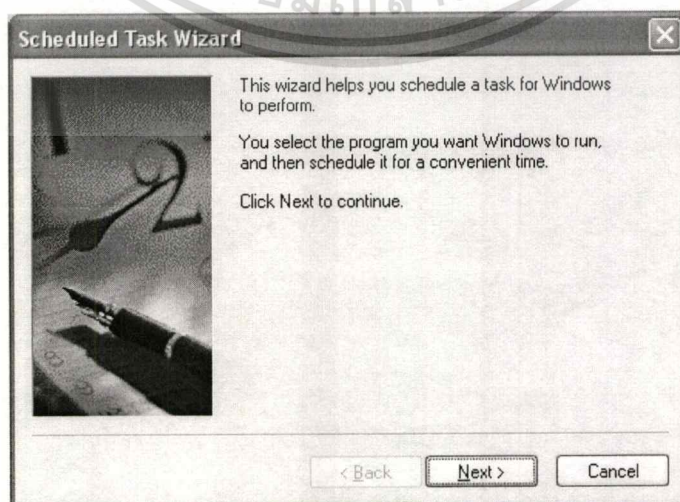 Scheduled Task Wizard
This wizard helps you schedule a task for Windows
to perform.
You select the program you want Windows to run,
and then schedule it for a convenient time.
Click Next to continue.
< Back
Next >
Cancel